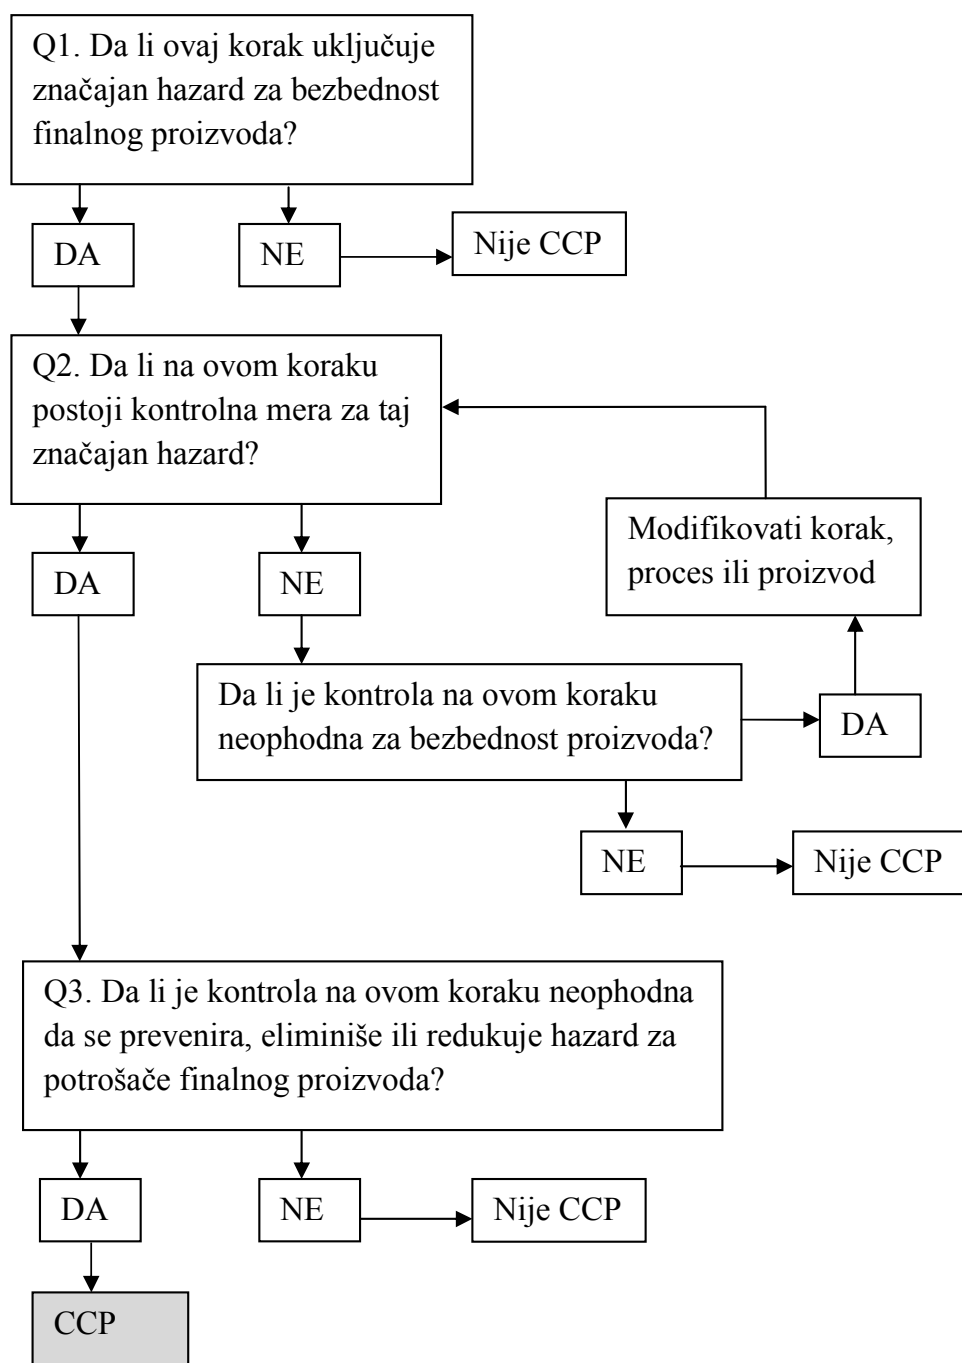 Q1. Da li ovaj korak uključuje
značajan hazard za bezbednost
finalnog proizvoda?
DA
NE
Nije CCP
Q2. Da li na ovom koraku
postoji kontrolna mera za taj
značajan hazard?
Modifikovati korak,
proces ili proizvod
DA
NE
Da li je kontrola na ovom koraku
neophodna za bezbednost proizvoda?
DA
NE
Nije CCP
Q3. Da li je kontrola na ovom koraku neophodna
da se prevenira, eliminiše ili redukuje hazard za
potrošače finalnog proizvoda?
DA
NE
Nije CCP
CCP